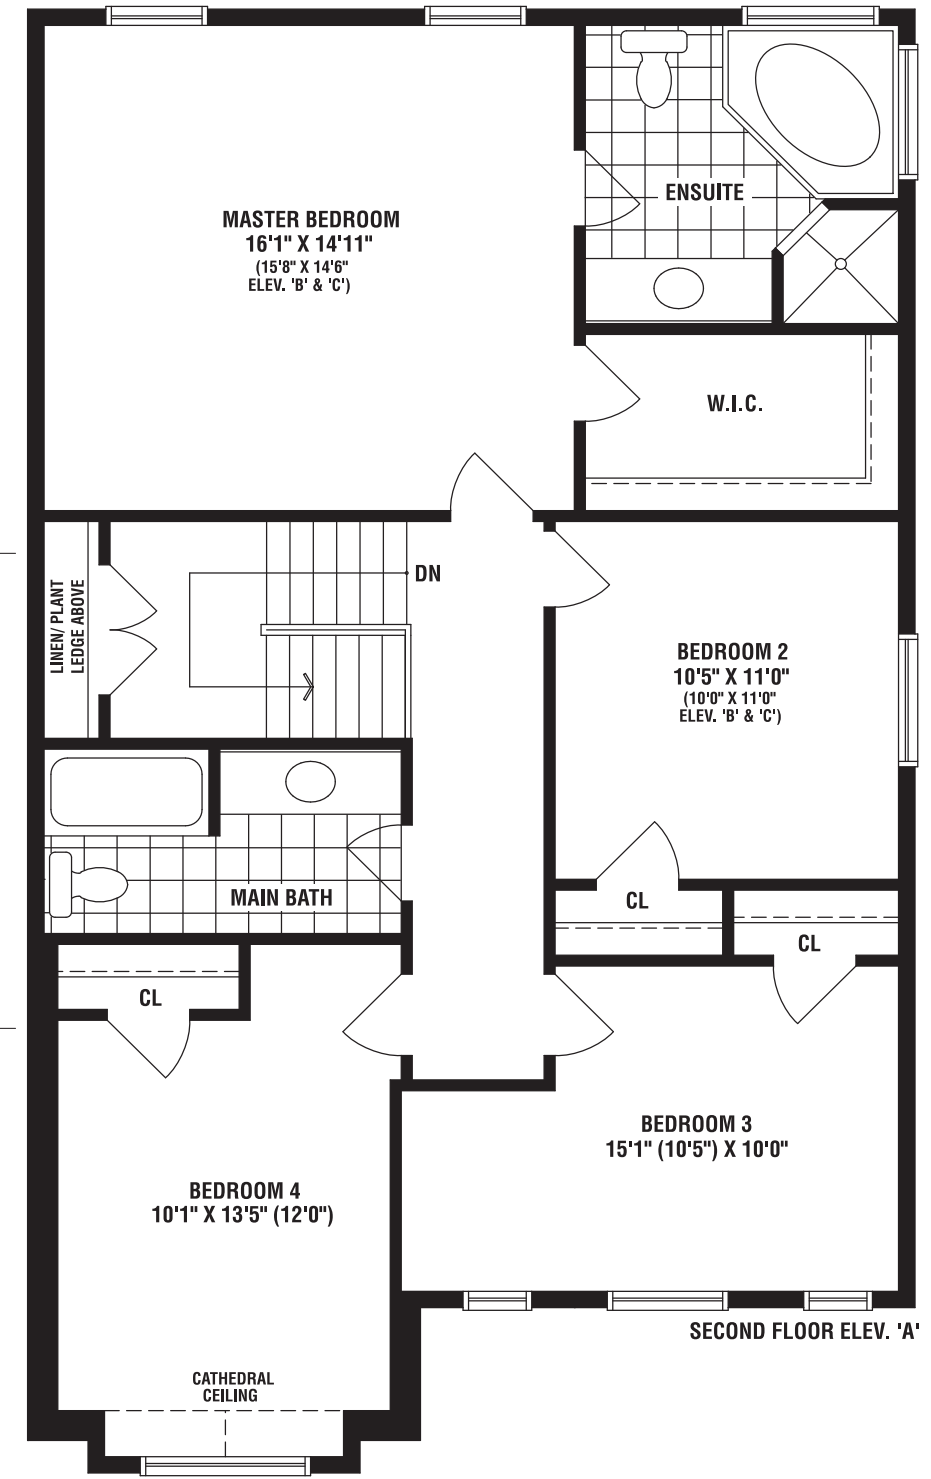 MASTER BEDROOM
16'1" X 14'11"
(15'8" X 14'6"
ELEV. 'B' & 'C')
ENSUITE
W.I.C.
DN
LINEN/ PLANT
LEDGE ABOVE
BEDROOM 2
10'5" X 11'0"
(10'0" X 11'0"
ELEV. 'B' & 'C')
MAIN BATH
CL
CL
CL
BEDROOM 3
15'1" (10'5") X 10'0"
BEDROOM 4
10'1" X 13'5" (12'0")
SECOND FLOOR ELEV. 'A'
CATHEDRAL
CEILING